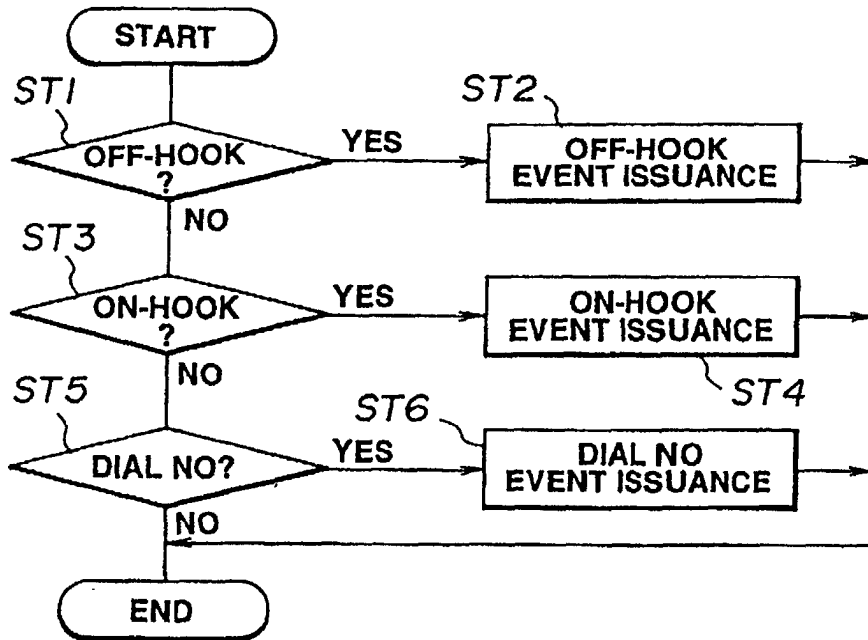 START
ST1
OFF-HOOK
?
YES
ST2
OFF-HOOK
EVENT ISSUANCE
NO
ST3
ON-HOOK
?
YES
ON-HOOK
EVENT ISSUANCE
ST4
NO
ST5
DIAL NO?
YES
ST6
DIAL NO
EVENT ISSUANCE
NO
END